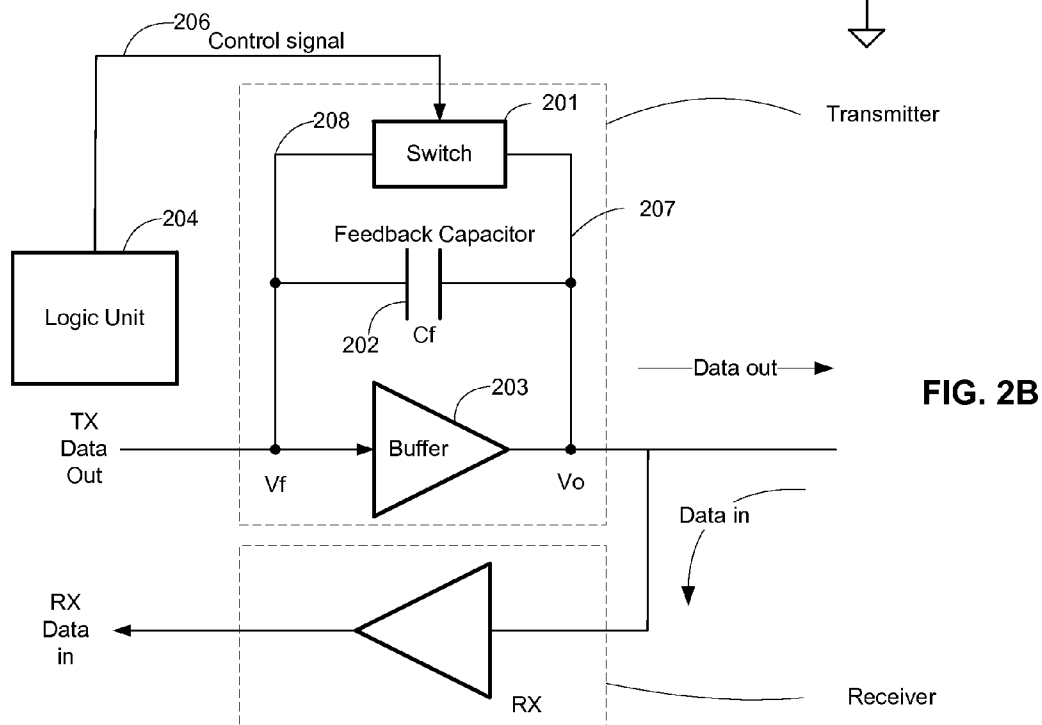 206
Control signal
201
Transmitter
208
Switch
207
204
Feedback Capacitor
Logic Unit
202
Cf
Data out
FIG. 2B
203
TX
Data
Out
Buffer
Vf
Vo
Data in
RX
Data
in
RX
Receiver